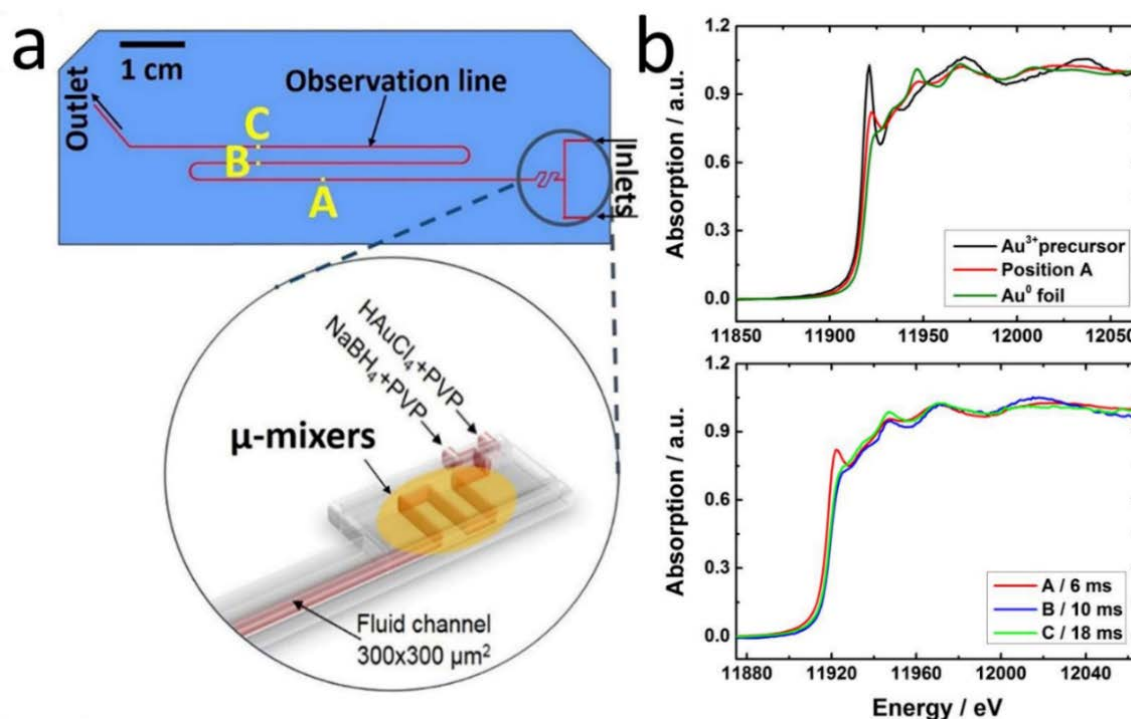 a
1 cm
Outlet
Observation line
C
B
A
Inlets
HAuCl₄+PVP
NaBH₄+PVP
μ-mixers
Fluid channel
300x300 μm²
b
Absorption / a.u.
1.2
0.9
0.6
0.3
0.0
Au³⁺ precursor
Position A
Au⁰ foil
11850 11900 11950 12000 12050
Absorption / a.u.
1.2
0.9
0.6
0.3
0.0
A / 6 ms
B / 10 ms
C / 18 ms
11880 11920 11960 12000 12040
Energy / eV